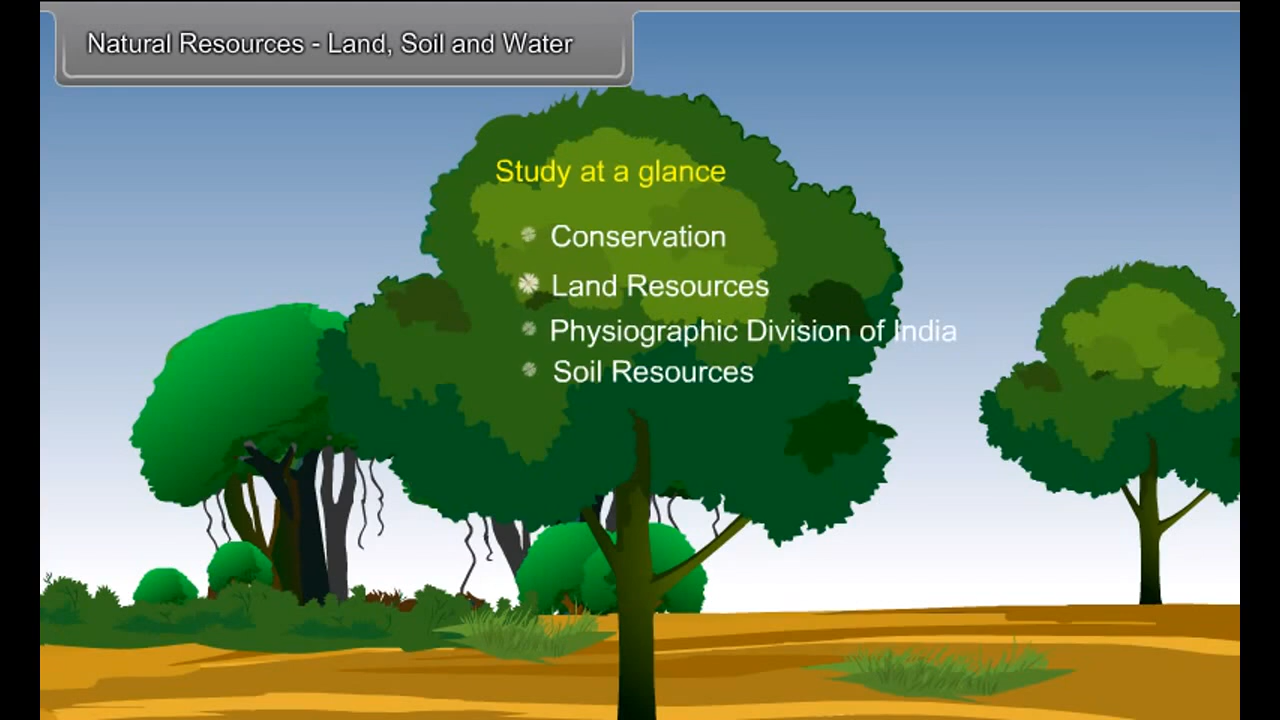 Natural Resources - Land, Soil and Water
Study at a glance
Conservation
Land Resources
Physiographic Division of India
Soil Resources